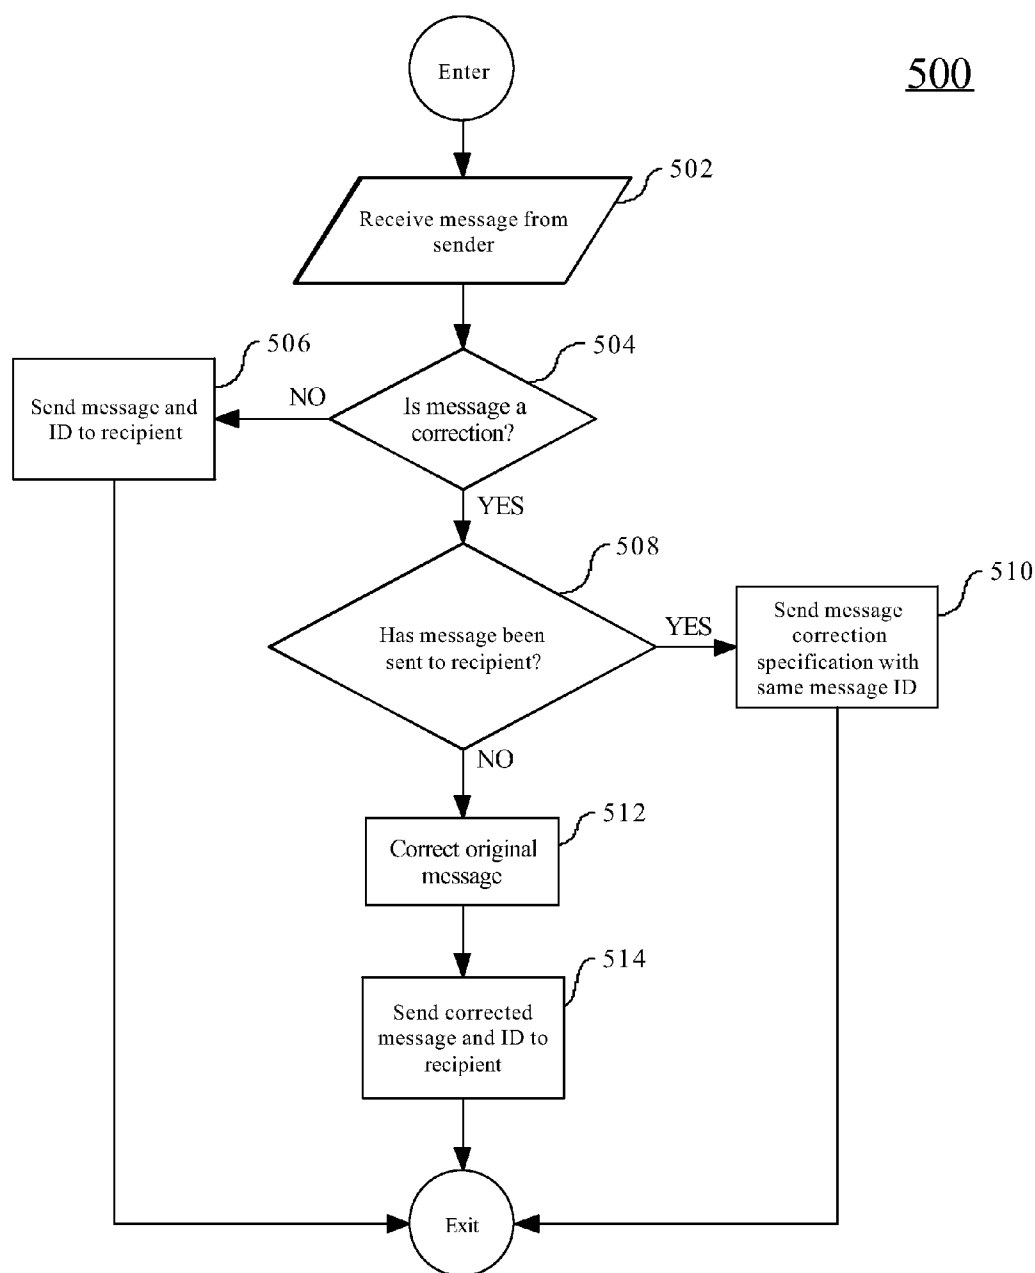 Enter
500
502
Receive message from
sender
506
504
Send message and
ID to recipient
NO
Is message a
correction?
YES
508
510
Has message been
sent to recipient?
YES
Send message
correction
specification with
same message ID
NO
512
Correct original
message
514
Send corrected
message and ID to
recipient
Exit